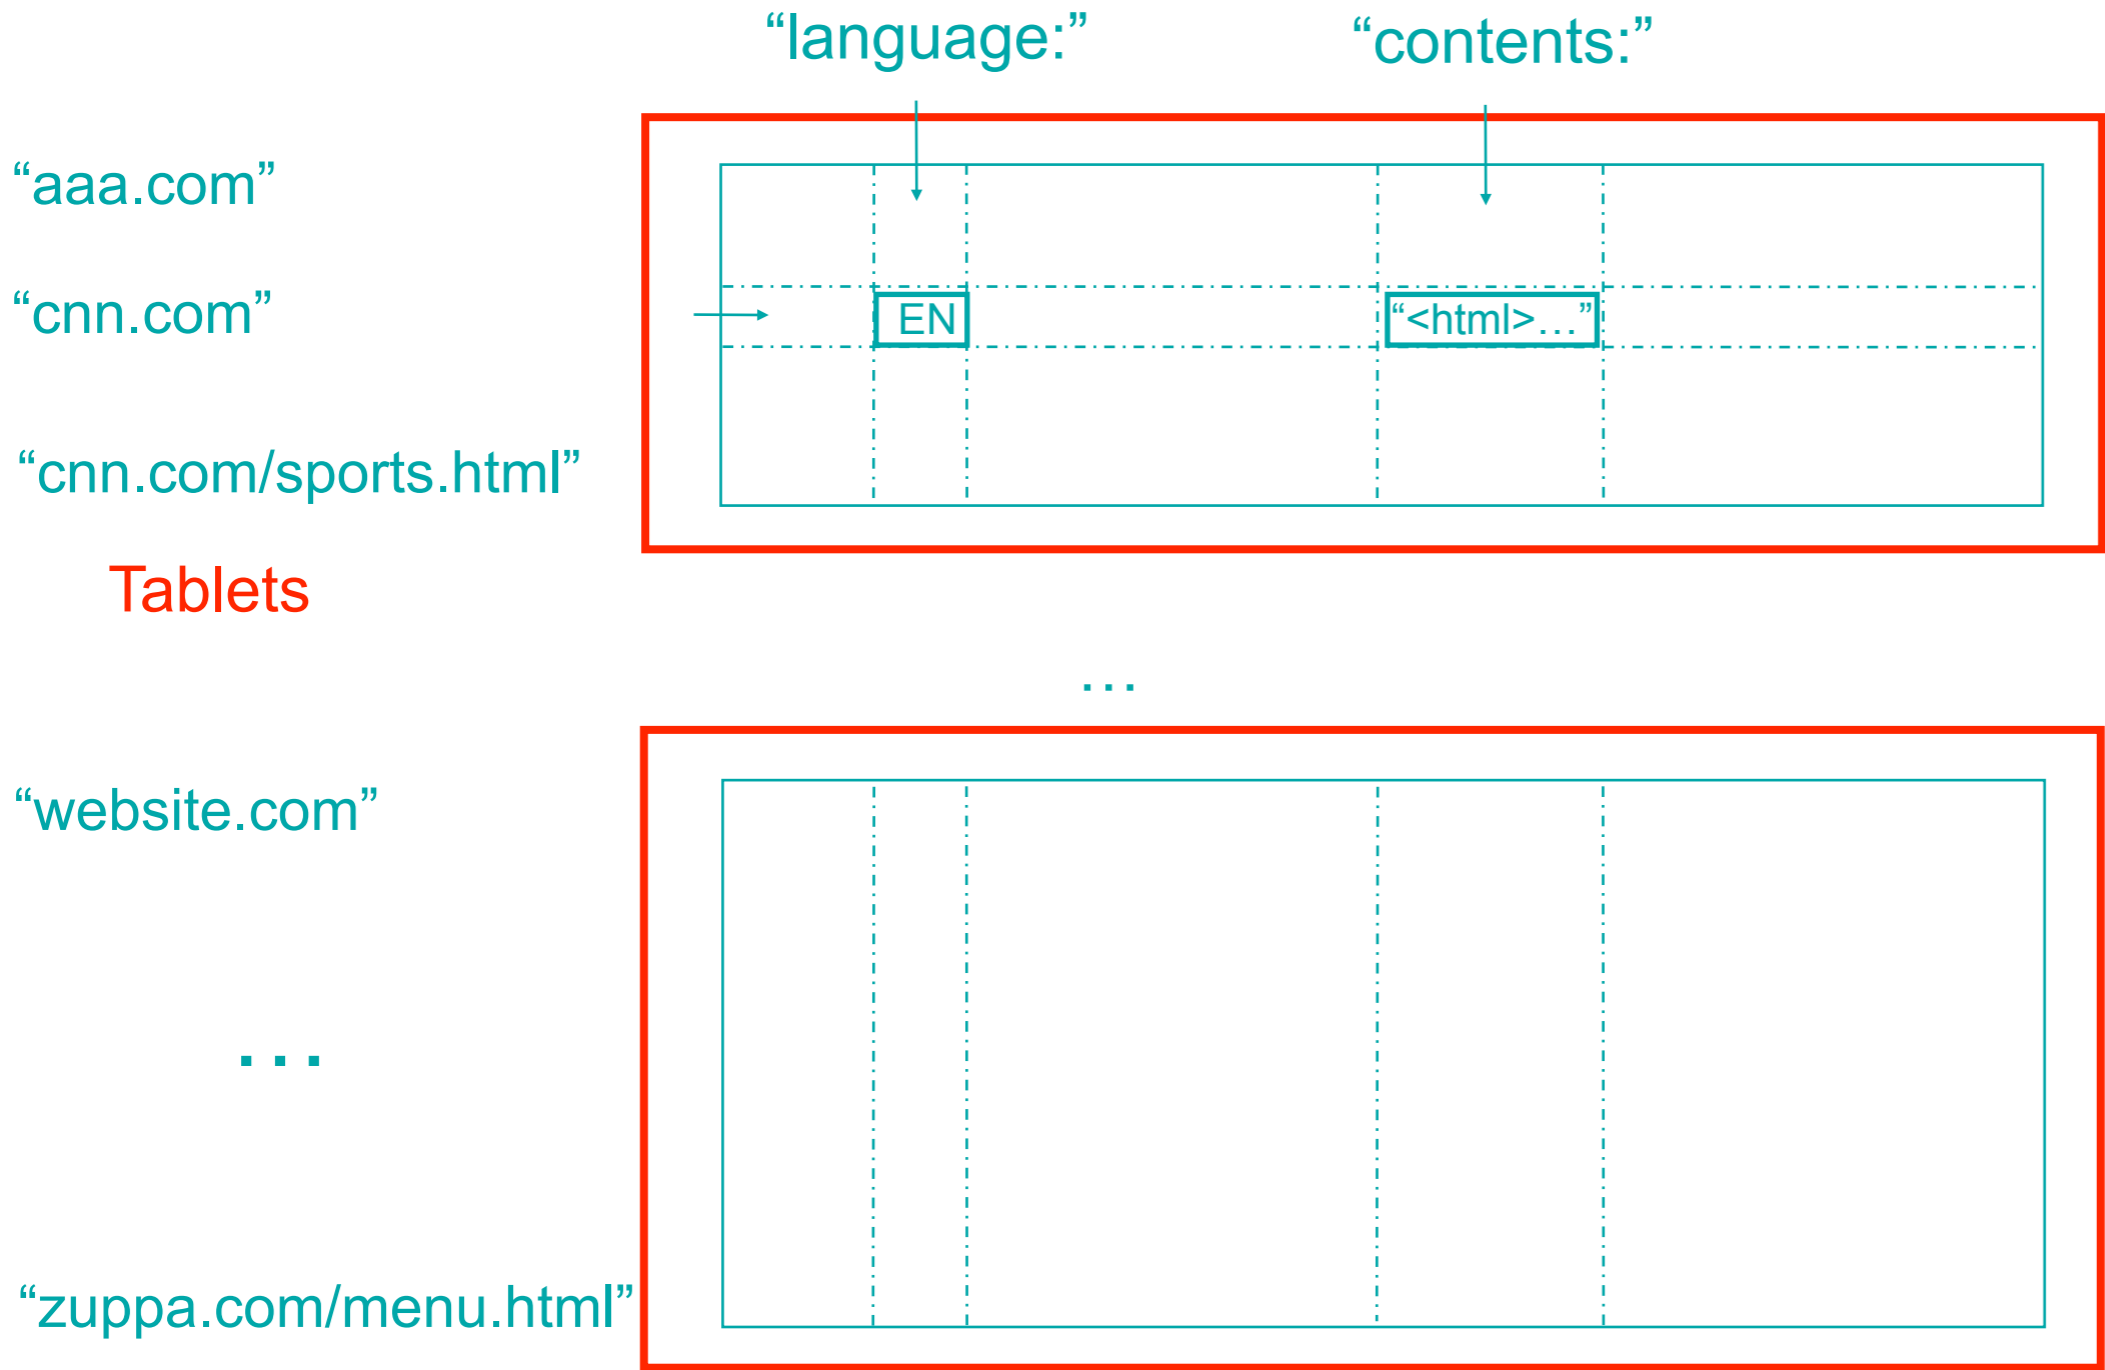 “language:” “contents:”
“aaa.com”
“cnn.com” EN “<html>…”
“cnn.com/sports.html”
Tablets
…
“website.com”
…
“zuppa.com/menu.html”